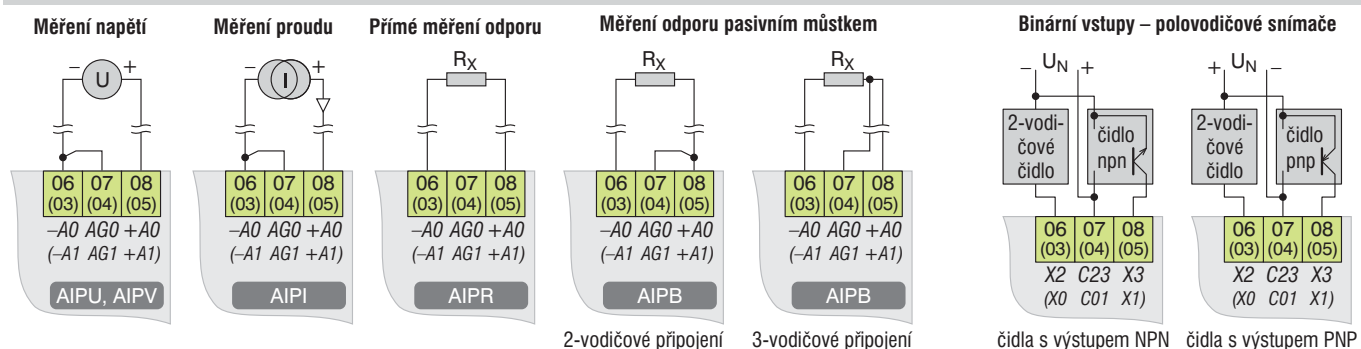 Měření napětí
Měření proudu
Přímé měření odporu
Měření odporu pasivním můstkem
Binární vstupy – polovodičové snímače
– U +
– I +
RX
RX
RX
– UN +
+ UN –
2-vodi-
čové
čidlo
čidlo
npn
2-vodi-
čové
čidlo
čidlo
pnp
06 07 08
(03) (04) (05)
–A0 AG0 +A0
(–A1 AG1 +A1)
AIPU, AIPV
06 07 08
(03) (04) (05)
–A0 AG0 +A0
(–A1 AG1 +A1)
AIPI
06 07 08
(03) (04) (05)
–A0 AG0 +A0
(–A1 AG1 +A1)
AIPR
06 07 08
(03) (04) (05)
–A0 AG0 +A0
(–A1 AG1 +A1)
AIPB
2-vodičové připojení
06 07 08
(03) (04) (05)
–A0 AG0 +A0
(–A1 AG1 +A1)
AIPB
3-vodičové připojení
06 07 08
(03) (04) (05)
X2 C23 X3
(X0 C01 X1)
čidla s výstupem NPN
06 07 08
(03) (04) (05)
X2 C23 X3
(X0 C01 X1)
čidla s výstupem PNP